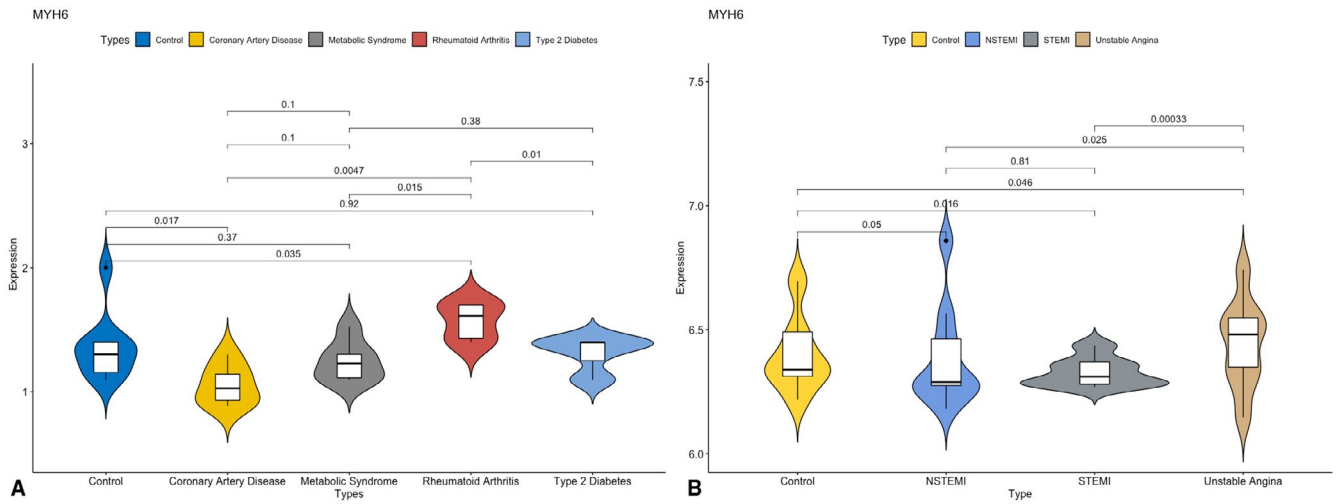 MYH6
Types Control Coronary Artery Disease Metabolic Syndrome Rheumatoid Arthritis Type 2 Diabetes
0.1
0.38
3
0.1
0.01
0.0047
0.015
0.92
0.017
0.37
2
0.035
Expression
1
Control Coronary Artery Disease Metabolic Syndrome Rheumatoid Arthritis Type 2 Diabetes
Types
A
MYH6
Type Control NSTEMI STEMI Unstable Angina
7.5
0.00033
0.025
0.81
0.046
7.0
0.016
0.05
Expression
6.5
6.0
Control NSTEMI STEMI Unstable Angina
Type
B